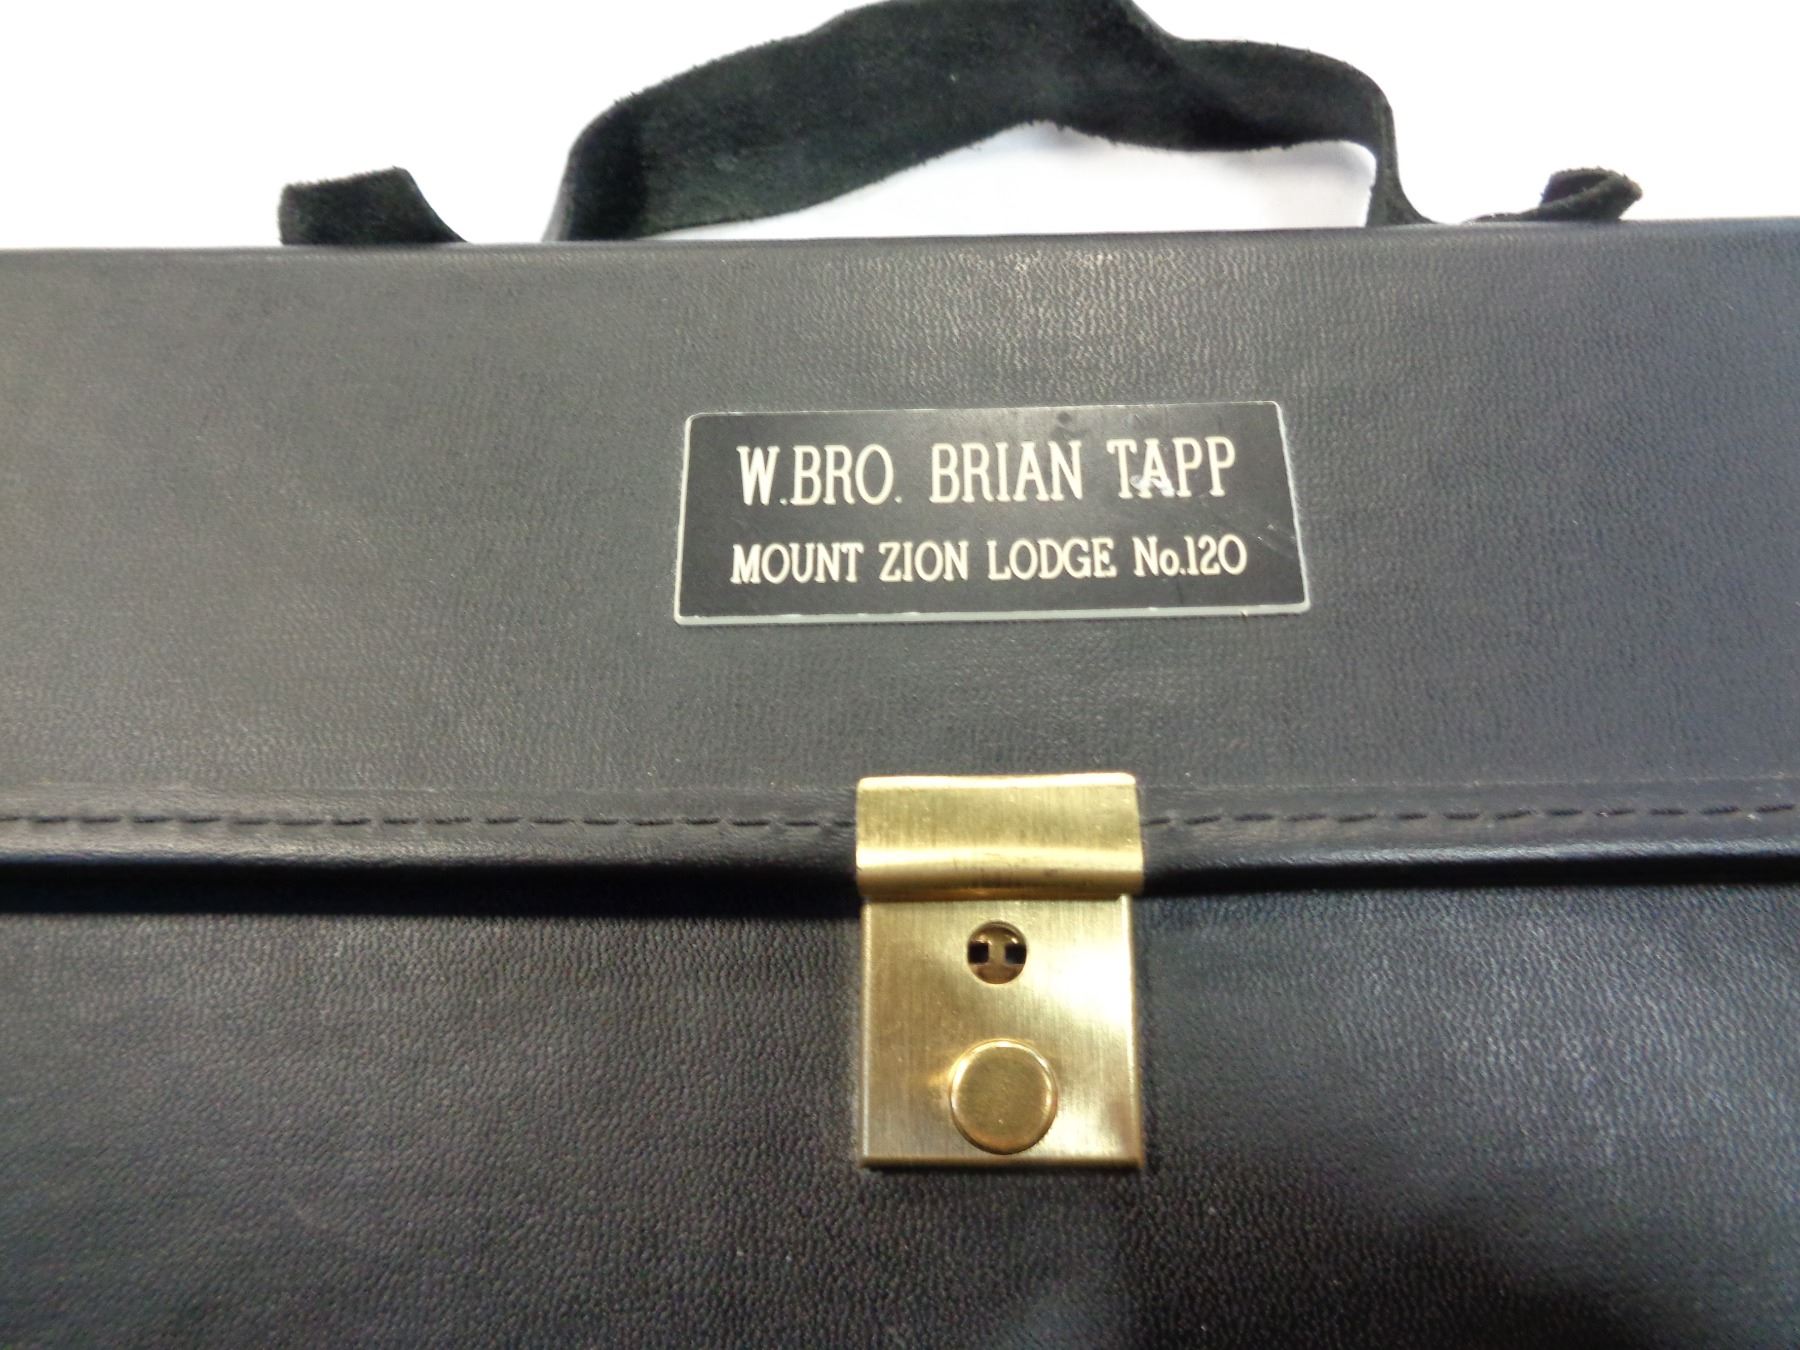 W.BRO. BRIAN TAPP
MOUNT ZION LODGE No.120